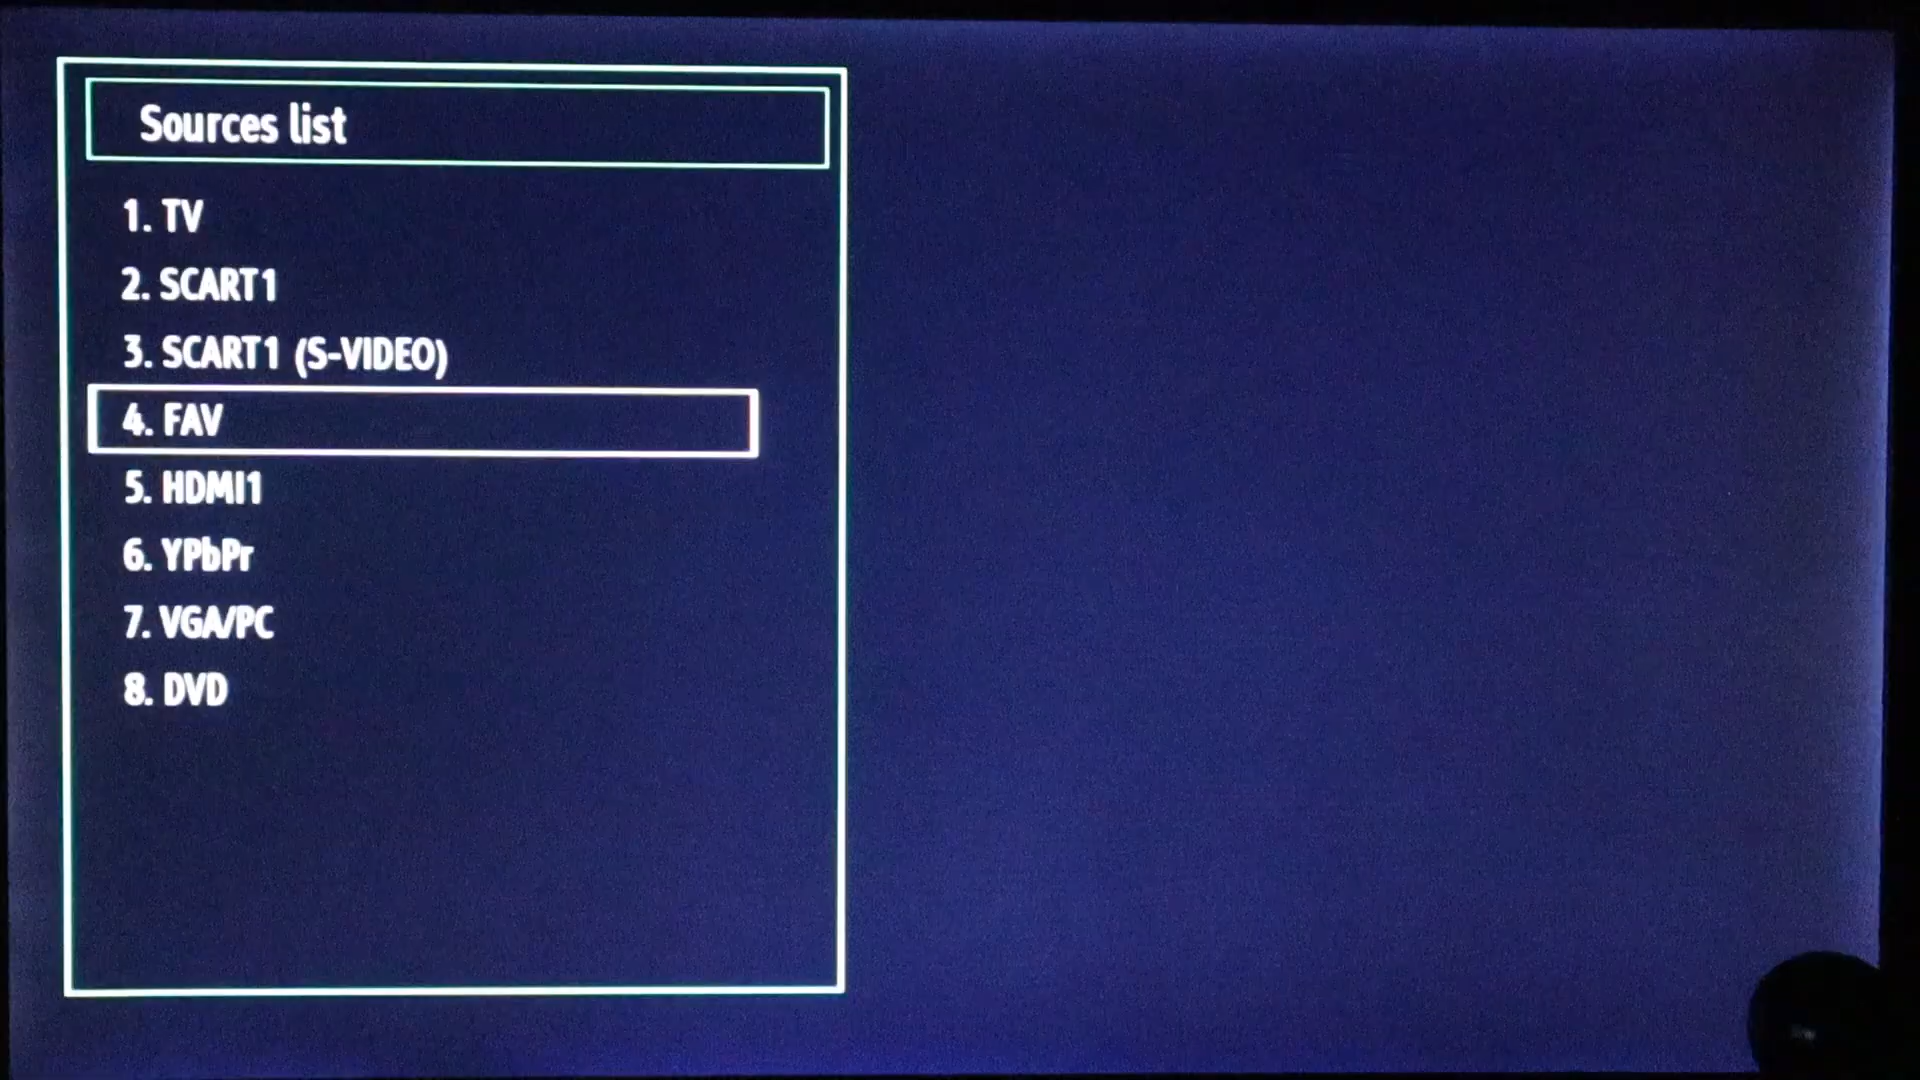 Sources list
1. TV
2. SCART1
3. SCART1 (S-VIDEO)
4. FAV
5. HDMI1
6. YPbPr
7. VGA/PC
8. DVD